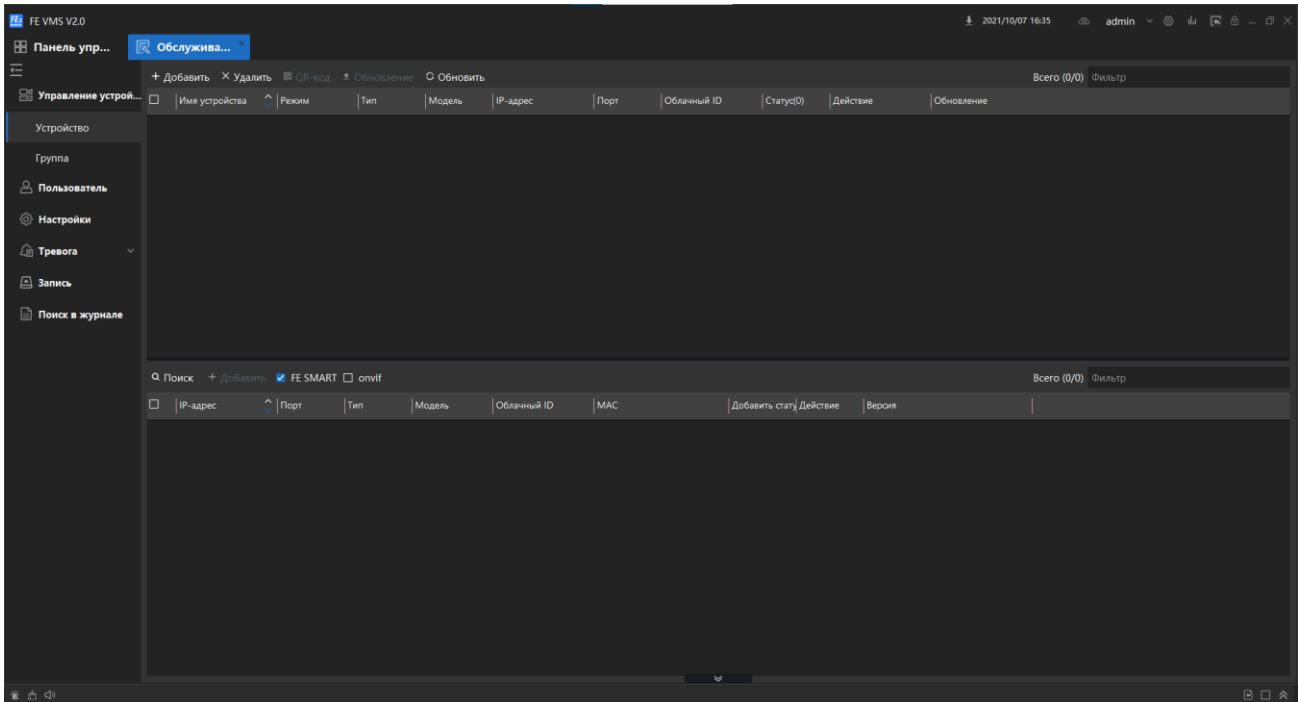 FE VMS V2.0 2021/10/07 16:35 admin
Панель упр... Обслужива...
Добавить Удалить QR-код Обновление Обновить Всего (0/0) Фильтр
Управление устрой...
Имя устройства Режим Тип Модель IP-адрес Порт Облачный ID Статус(0) Действие Обновление
Устройство
Группа
Пользователь
Настройки
Тревога
Запись
Поиск в журнале
Поиск Добавить FE SMART onvif Всего (0/0) Фильтр
IP-адрес Порт Тип Модель Облачный ID MAC Добавить стату Действие Версия